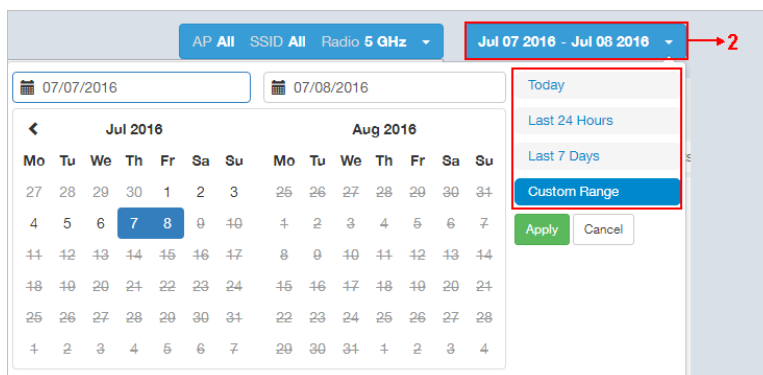 AP All SSID All Radio 5 GHz
Jul 07 2016 - Jul 08 2016
2
07/07/2016
07/08/2016
Today
Last 24 Hours
Last 7 Days
Custom Range
Apply Cancel
Jul 2016
Mo Tu We Th Fr Sa Su
27 28 29 30 1 2 3
4 5 6 7 8 9 10
11 12 13 14 15 16 17
18 19 20 21 22 23 24
25 26 27 28 29 30 31
1 2 3 4 5 6 7
Aug 2016
Mo Tu We Th Fr Sa Su
25 26 27 28 29 30 31
1 2 3 4 5 6 7
8 9 10 11 12 13 14
15 16 17 18 19 20 21
22 23 24 25 26 27 28
29 30 31 1 2 3 4